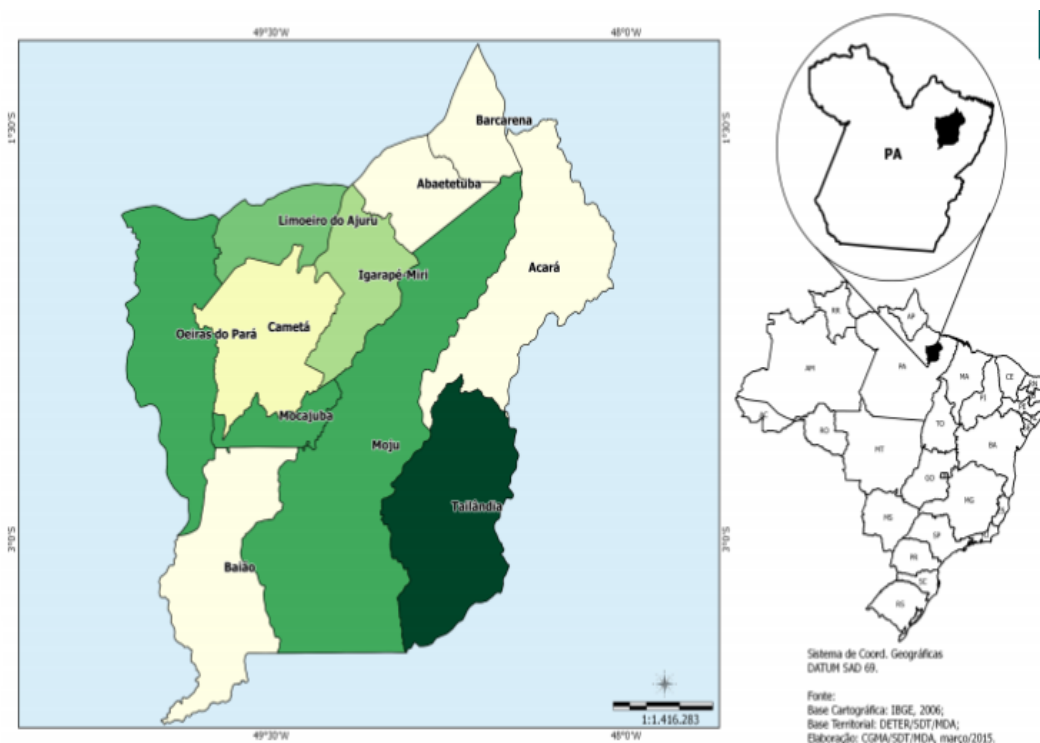 49°30'W
48°0'W
1°30'S
1°30'S
Barcarena
Abaetetuba
Limoeiro do Ajuru
Acará
Igarapé-Miri
Oeiras do Pará
Cametá
Mocajuba
Moju
Tailândia
Baião
3°0'S
3°0'S
1:1.416.283
49°30'W
48°0'W
PA
RR
AP
AM
PA
MA
CE
RN
PI
PE
AC
RO
TO
BA
MT
GO
MG
MS
SP
PR
SC
RS
Sistema de Coord. Geográficas
DATUM SAD 69.
Fonte:
Base Cartográfica: IBGE, 2006;
Base Territorial: DETER/SDT/MDA;
Elaboração: CGMA/SDT/MDA, março/2015.